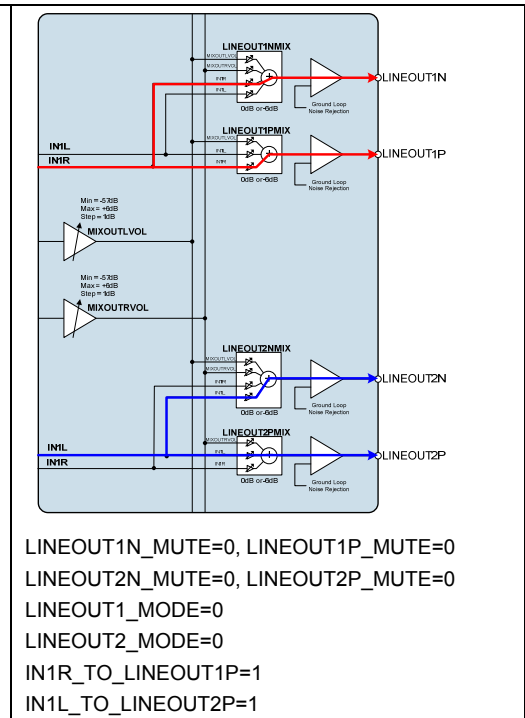 LINEOUT1NMIX
MIXOUTLVOL
MIXOUTRVOL
IN1R
IN1L
0dB or -6dB
Ground Loop
Noise Rejection
LINEOUT1N
LINEOUT1PMIX
MIXOUTLVOL
IN1L
IN1R
0dB or -6dB
Ground Loop
Noise Rejection
LINEOUT1P
IN1L
IN1R
Min = -57dB
Max = +6dB
Step = 1dB
MIXOUTLVOL
Min = -57dB
Max = +6dB
Step = 1dB
MIXOUTRVOL
LINEOUT2NMIX
MIXOUTLVOL
MIXOUTRVOL
IN1R
IN1L
0dB or -6dB
Ground Loop
Noise Rejection
LINEOUT2N
LINEOUT2PMIX
MIXOUTRVOL
IN1L
IN1R
0dB or -6dB
Ground Loop
Noise Rejection
LINEOUT2P
IN1L
IN1R
LINEOUT1N_MUTE=0, LINEOUT1P_MUTE=0
LINEOUT2N_MUTE=0, LINEOUT2P_MUTE=0
LINEOUT1_MODE=0
LINEOUT2_MODE=0
IN1R_TO_LINEOUT1P=1
IN1L_TO_LINEOUT2P=1